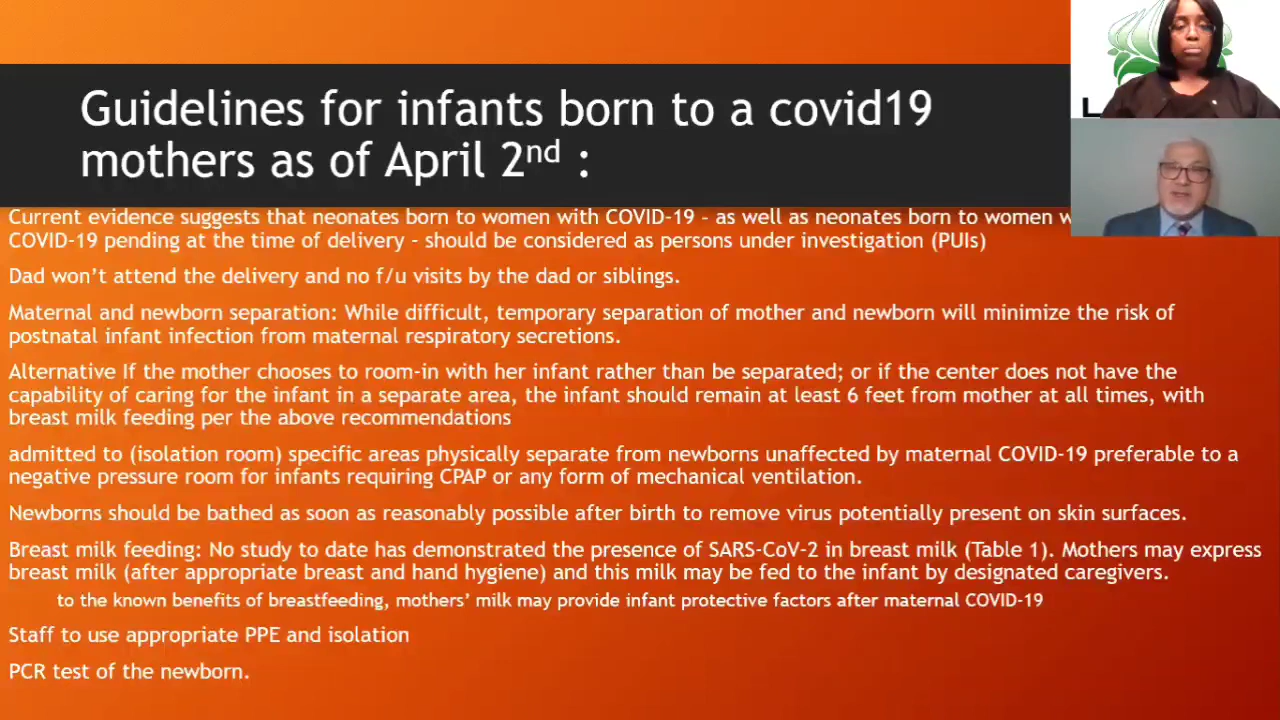 Guidelines for infants born to a covid19
mothers as of April 2nd :
Current evidence suggests that neonates born to women with COVID-19 - as well as neonates born to women
COVID-19 pending at the time of delivery - should be considered as persons under investigation (PUIs)
Dad won't attend the delivery and no f/u visits by the dad or siblings.
Maternal and newborn separation: While difficult, temporary separation of mother and newborn will minimize the risk of
postnatal infant infection from maternal respiratory secretions.
Alternative If the mother chooses to room-in with her infant rather than be separated; or if the center does not have the
capability of caring for the infant in a separate area, the infant should remain at least 6 feet from mother at all times, with
breast milk feeding per the above recommendations
admitted to (isolation room) specific areas physically separate from newborns unaffected by maternal COVID-19 preferable to a
negative pressure room for infants requiring CPAP or any form of mechanical ventilation.
Newborns should be bathed as soon as reasonably possible after birth to remove virus potentially present on skin surfaces.
Breast milk feeding: No study to date has demonstrated the presence of SARS-CoV-2 in breast milk (Table 1). Mothers may express
breast milk (after appropriate breast and hand hygiene) and this milk may be fed to the infant by designated caregivers.
to the known benefits of breastfeeding, mothers' milk may provide infant protective factors after maternal COVID-19
Staff to use appropriate PPE and isolation
PCR test of the newborn.